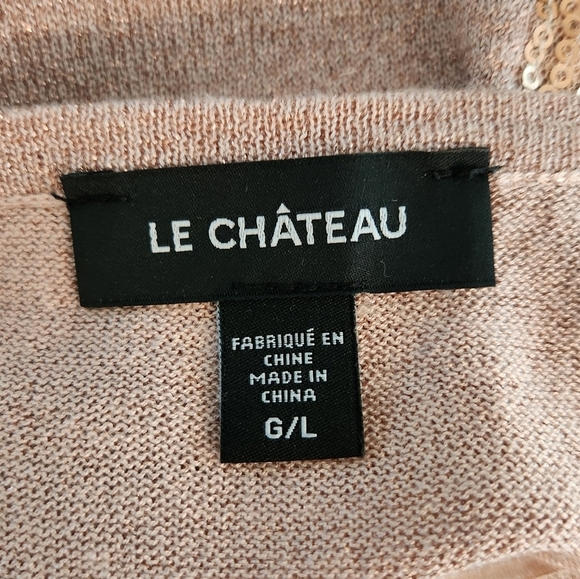 LE CHÂTEAU
FABRIQUÉ EN
CHINE
MADE IN
CHINA
G/L